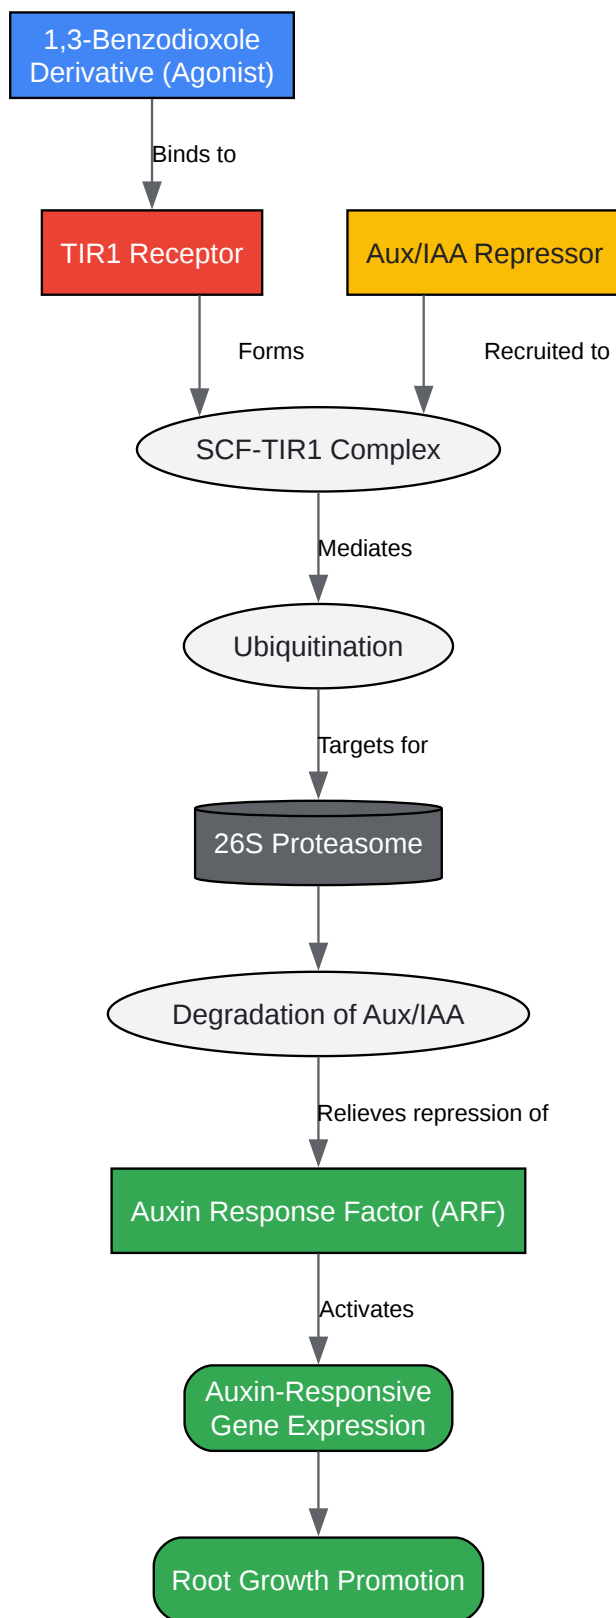 1,3-Benzodioxole
Derivative (Agonist)
Binds to
TIR1 Receptor
Aux/IAA Repressor
Forms
Recruited to
SCF-TIR1 Complex
Mediates
Ubiquitination
Targets for
26S Proteasome
Degradation of Aux/IAA
Relieves repression of
Auxin Response Factor (ARF)
Activates
Auxin-Responsive
Gene Expression
Root Growth Promotion